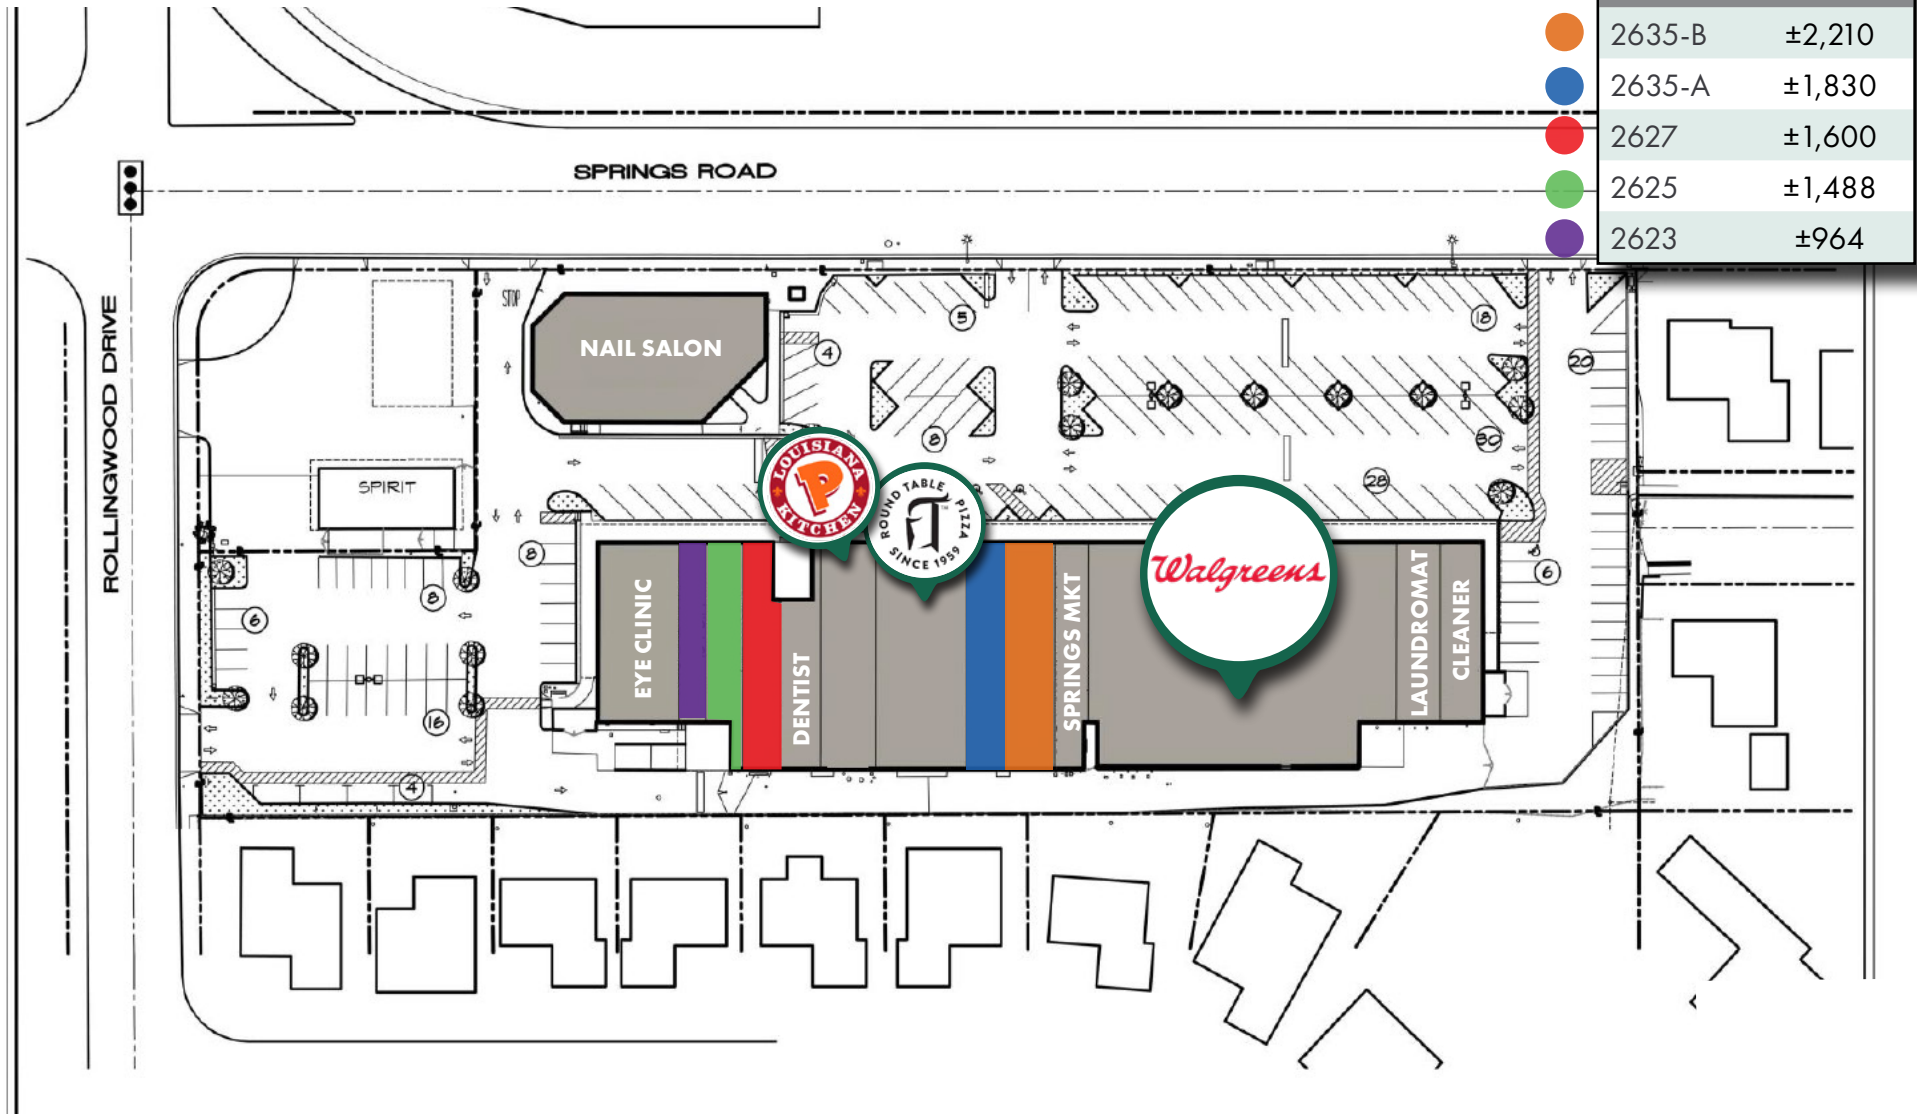 2635-B ±2,210
2635-A ±1,830
2627 ±1,600
2625 ±1,488
2623 ±964
SPRINGS ROAD
ROLLINGWOOD DRIVE
STOP
NAIL SALON
5
18
4
20
8
30
SPIRIT
28
LOUISIANA
P
KITCHEN
ROUND TABLE PIZZA
T
SINCE 1959
Walgreens
8
8
6
6
16
4
EYE CLINIC
DENTIST
SPRINGS MKT
LAUNDROMAT
CLEANER